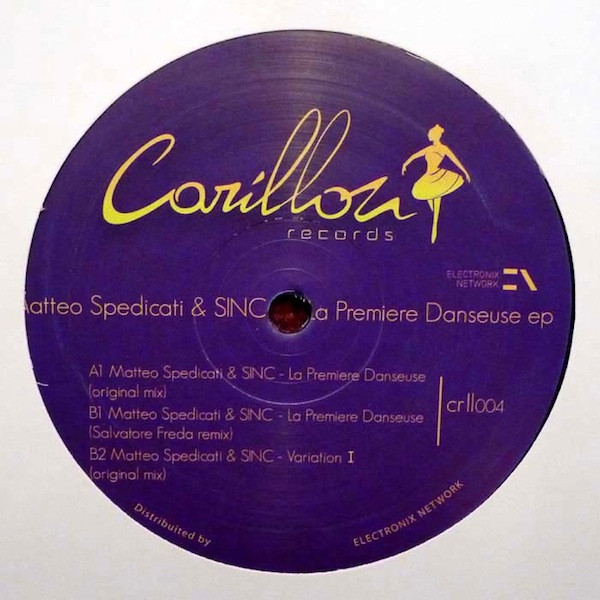 Carillon
records
ELECTRONIX
NETWORK
Matteo Spedicati & SINC - La Premiere Danseuse ep
A1 Matteo Spedicati & SINC - La Premiere Danseuse
(original mix)
B1 Matteo Spedicati & SINC - La Premiere Danseuse
(Salvatore Freda remix)
B2 Matteo Spedicati & SINC - Variation I
(original mix)
crll004
Distribuited by ELECTRONIX NETWORK